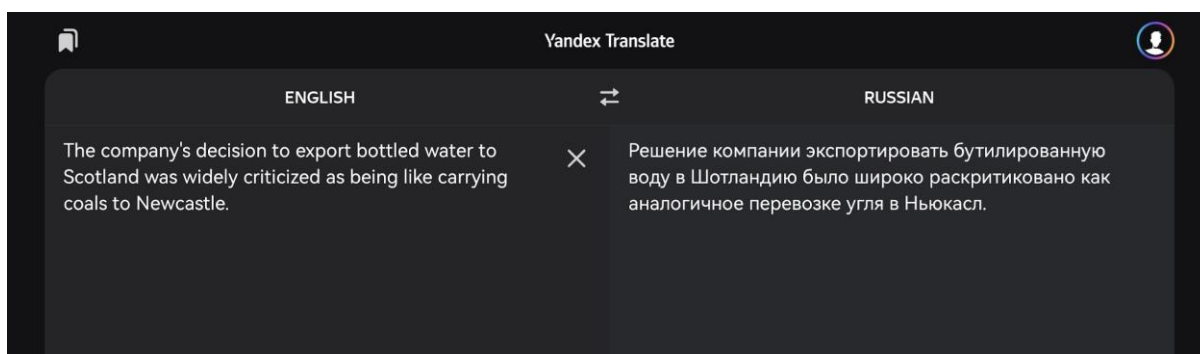 Yandex Translate
ENGLISH
RUSSIAN
The company's decision to export bottled water to
Scotland was widely criticized as being like carrying
coals to Newcastle.
Решение компании экспортировать бутилированную
воду в Шотландию было широко раскритиковано как
аналогичное перевозке угля в Ньюкасл.